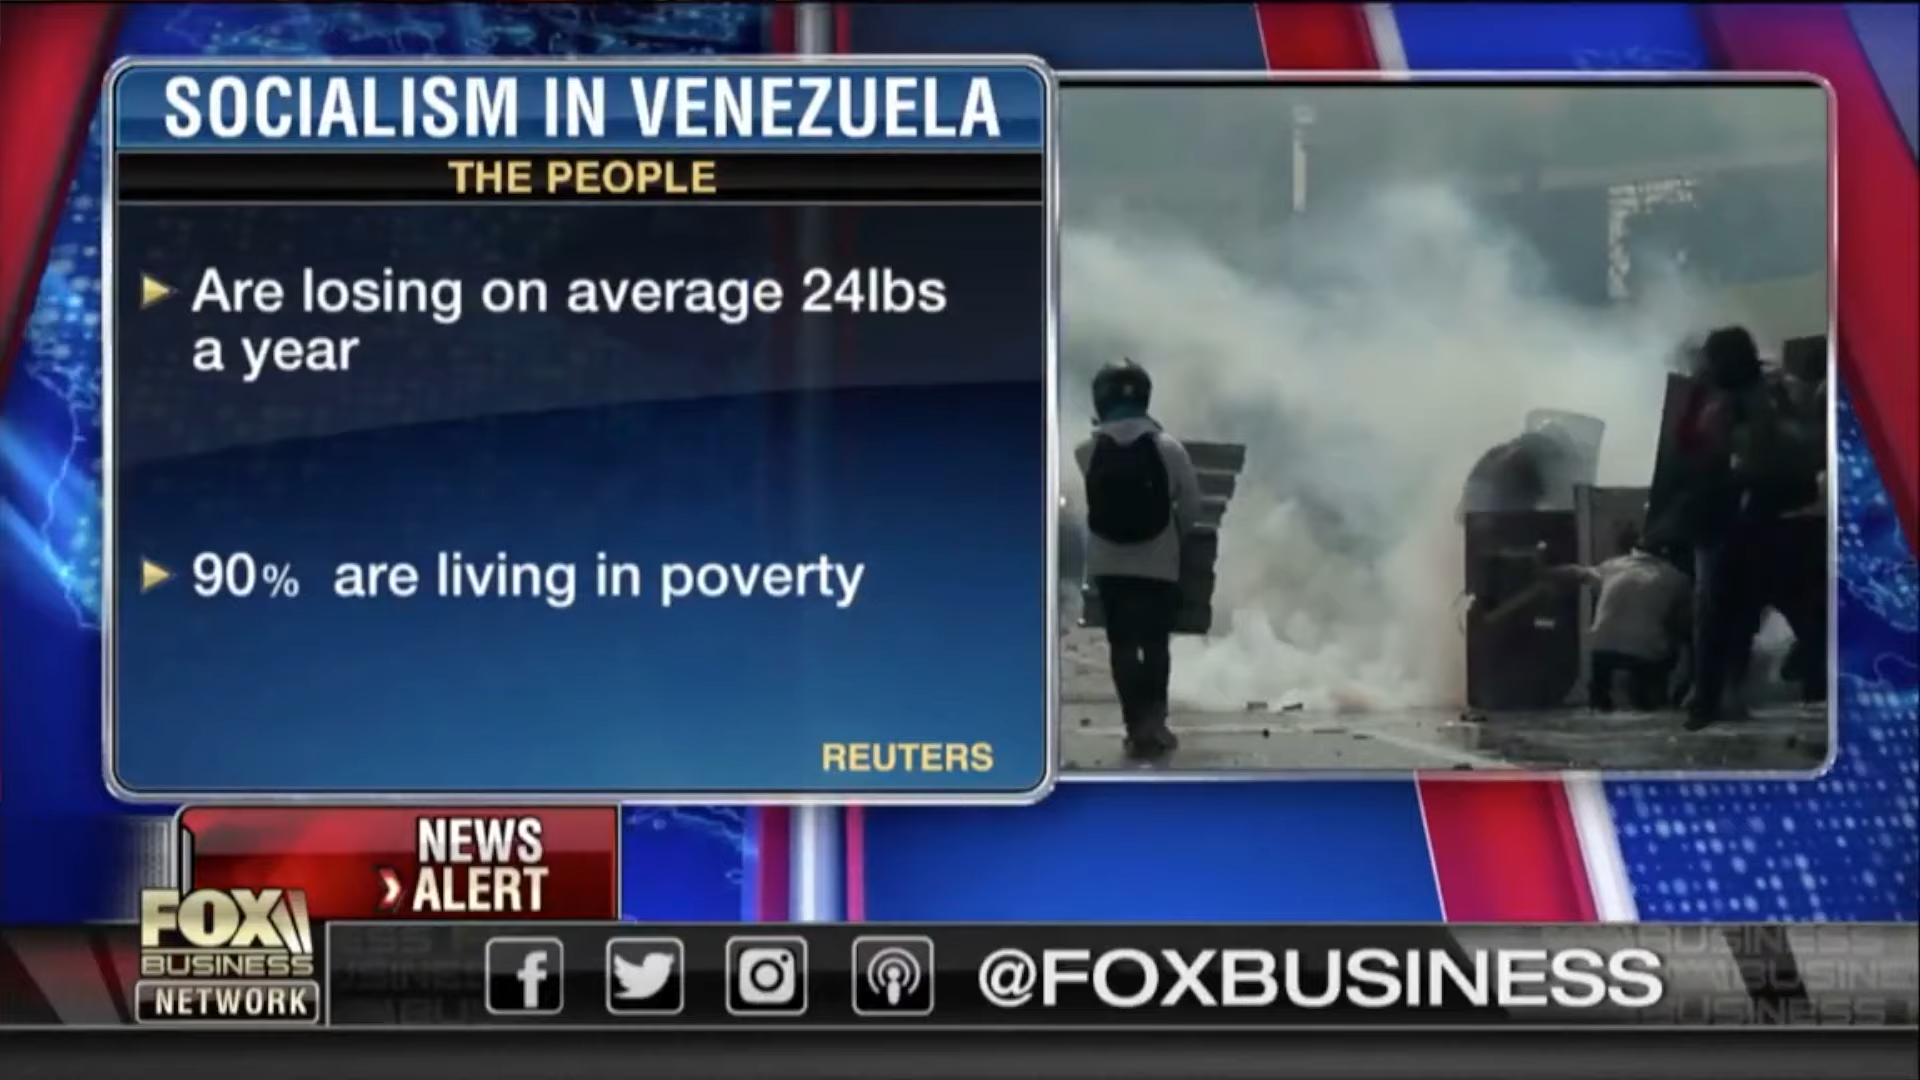 SOCIALISM IN VENEZUELA
THE PEOPLE
Are losing on average 24lbs
a year
90% are living in poverty
REUTERS
NEWS
ALERT
FOX
BUSINESS
NETWORK
@FOXBUSINESS